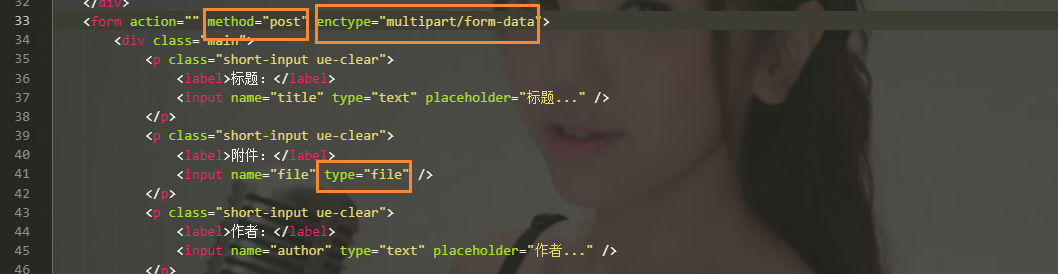 32 </div>
33 <form action="" method="post" enctype="multipart/form-data">
34 <div class="main">
35 <p class="short-input ue-clear">
36 <label>标题：</label>
37 <input name="title" type="text" placeholder="标题..." />
38 </p>
39 <p class="short-input ue-clear">
40 <label>附件：</label>
41 <input name="file" type="file" />
42 </p>
43 <p class="short-input ue-clear">
44 <label>作者：</label>
45 <input name="author" type="text" placeholder="作者..." />
46 </p>